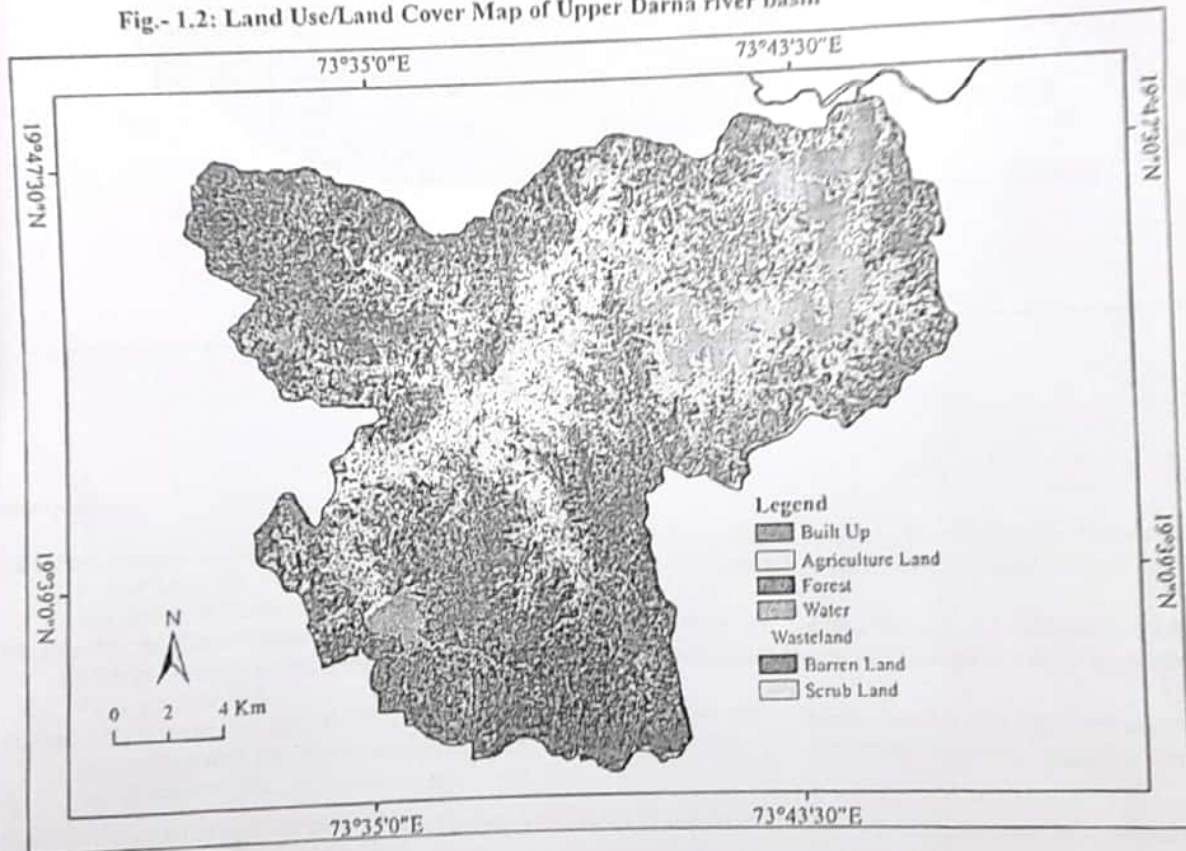 Fig.- 1.2: Land Use/Land Cover Map of Upper Darna river Basin
73°35'0"E
73°43'30"E
19°47'30"N
19°47'30"N
Legend
Built Up
Agriculture Land
Forest
Water
Wasteland
Barren Land
Scrub Land
19°39'0"N
19°39'0"N
N
0 2 4 Km
73°35'0"E
73°43'30"E